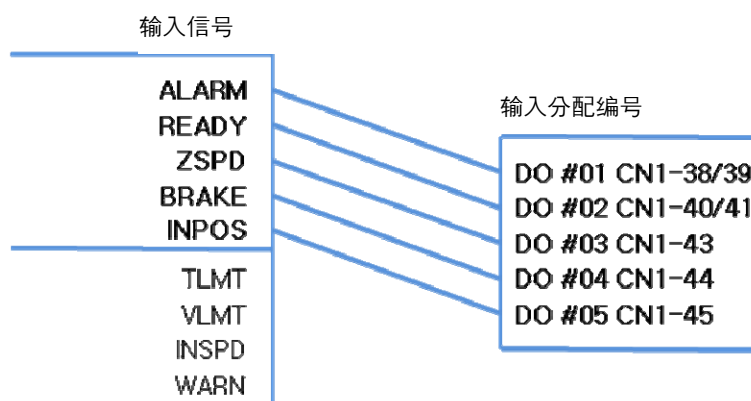 输入信号
ALARM
READY
ZSPD
BRAKE
INPOS
TLMT
VLMT
INSPD
WARN
输入分配编号
DO #01 CN1-38/39
DO #02 CN1-40/41
DO #03 CN1-43
DO #04 CN1-44
DO #05 CN1-45